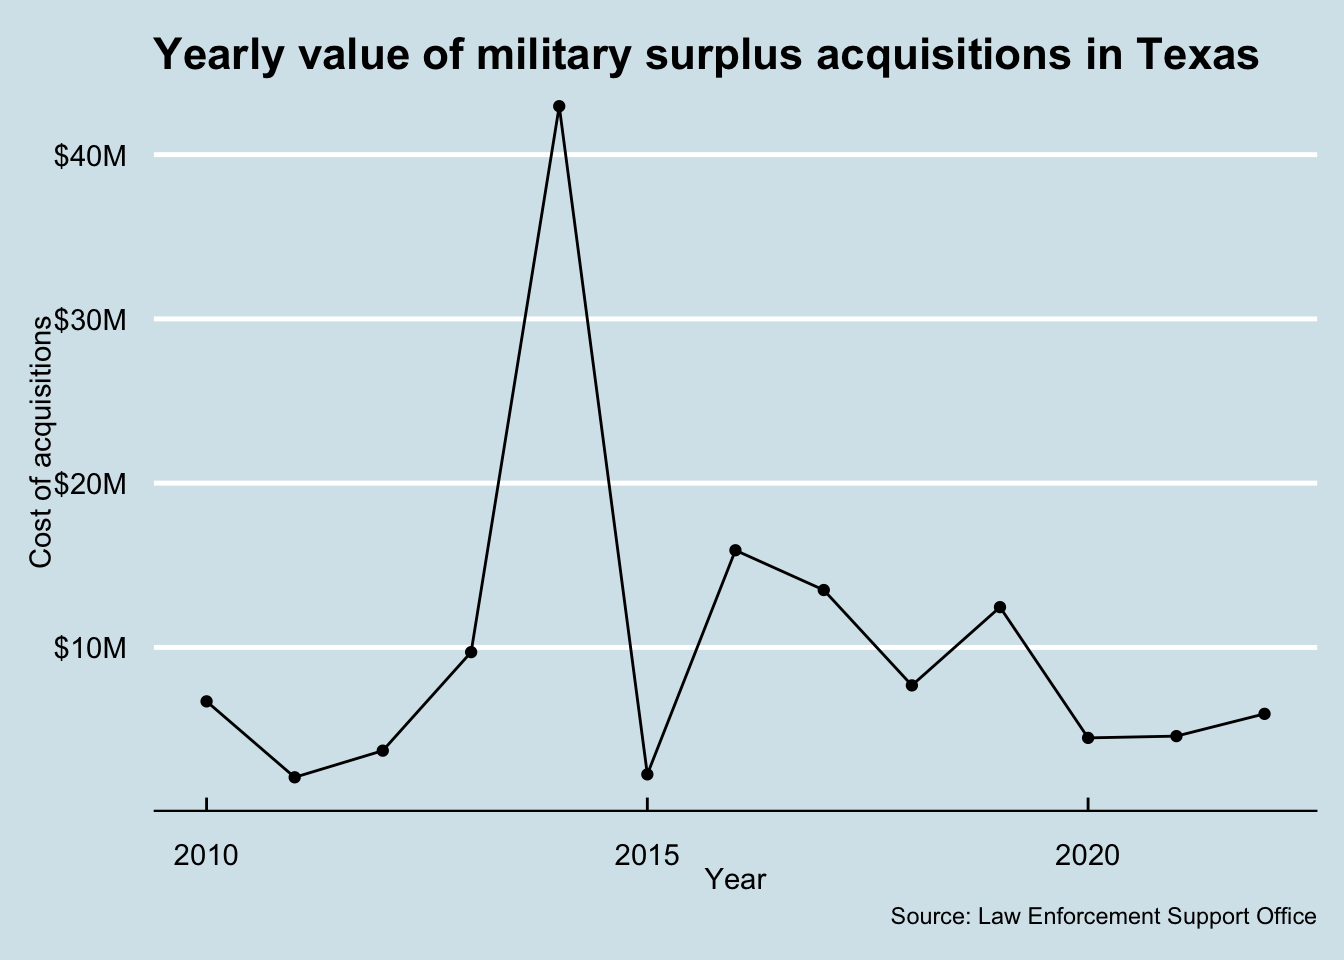 Yearly value of military surplus acquisitions in Texas
$40M
$30M
$20M
$10M
Cost of acquisitions
2010
2015
2020
Year
Source: Law Enforcement Support Office